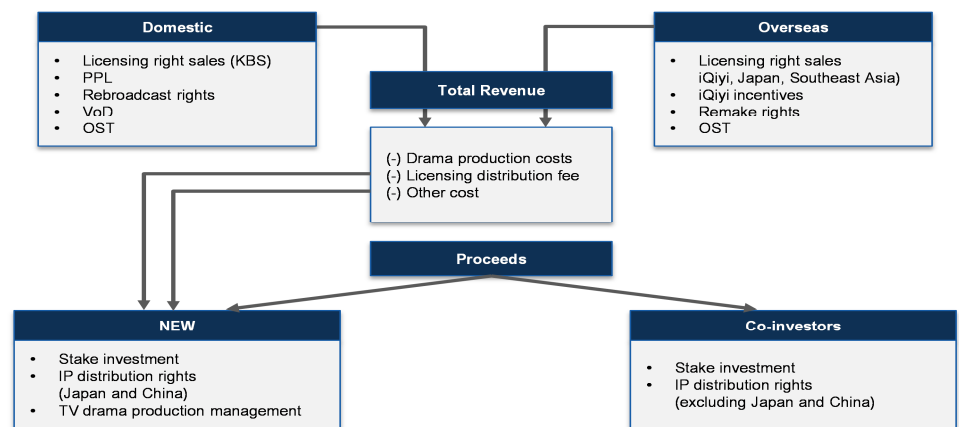 Domestic
• Licensing right sales (KBS)
• PPL
• Rebroadcast rights
• VoD
• OST
Overseas
• Licensing right sales
iQiyi, Japan, Southeast Asia)
• iQiyi incentives
• Remake rights
• OST
Total Revenue
(-) Drama production costs
(-) Licensing distribution fee
(-) Other cost
Proceeds
NEW
• Stake investment
• IP distribution rights
(Japan and China)
• TV drama production management
Co-investors
• Stake investment
• IP distribution rights
(excluding Japan and China)